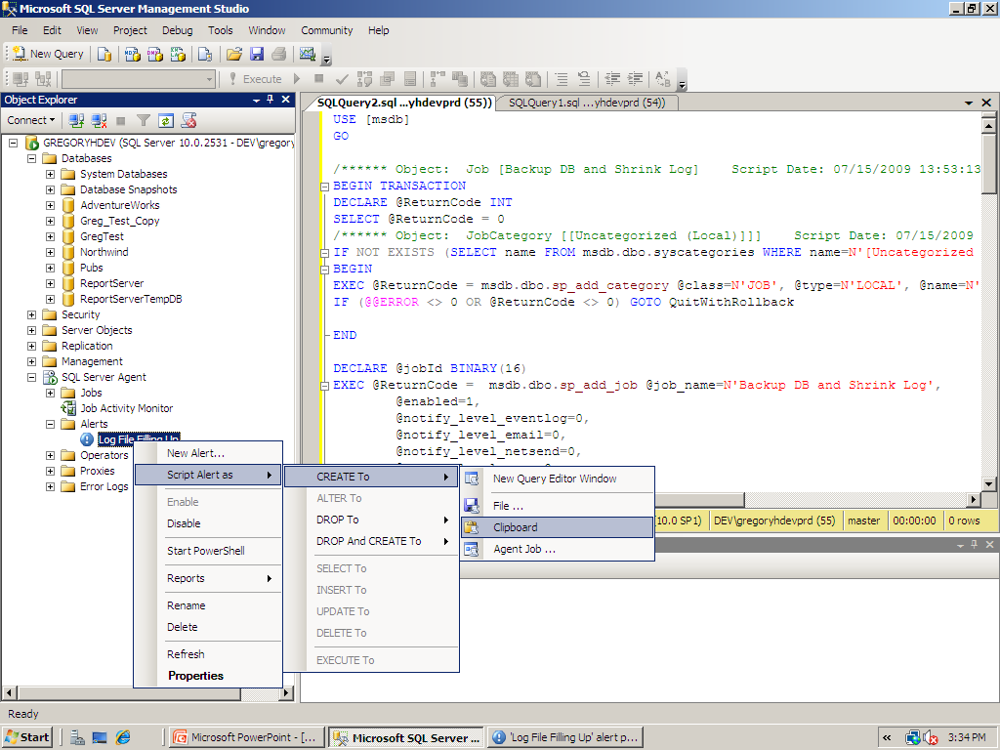 Microsoft SQL Server Management Studio
File Edit View Project Debug Tools Window Community Help
New Query
Execute
Object Explorer
SQLQuery2.sql ...yhdevprd (55)) SQLQuery1.sql ...yhdevprd (54))
Connect
GREGORYHDEV (SQL Server 10.0.2531 - DEV\gregory
Databases
System Databases
Database Snapshots
AdventureWorks
Greg_Test_Copy
GregTest
Northwind
Pubs
ReportServer
ReportServerTempDB
Security
Server Objects
Replication
Management
SQL Server Agent
Jobs
Job Activity Monitor
Alerts
Log File Filling Up
Operators
Proxies
Error Logs
USE [msdb]
GO
/****** Object:  Job [Backup DB and Shrink Log]    Script Date: 07/15/2009 13:53:13
BEGIN TRANSACTION
DECLARE @ReturnCode INT
SELECT @ReturnCode = 0
/****** Object:  JobCategory [[Uncategorized (Local)]]]    Script Date: 07/15/2009
IF NOT EXISTS (SELECT name FROM msdb.dbo.syscategories WHERE name=N'[Uncategorized
BEGIN
EXEC @ReturnCode = msdb.dbo.sp_add_category @class=N'JOB', @type=N'LOCAL', @name=N'
IF (@@ERROR <> 0 OR @ReturnCode <> 0) GOTO QuitWithRollback
END
DECLARE @jobId BINARY(16)
EXEC @ReturnCode =  msdb.dbo.sp_add_job @job_name=N'Backup DB and Shrink Log',
@enabled=1,
@notify_level_eventlog=0,
@notify_level_email=0,
@notify_level_netsend=0,
New Alert...
Script Alert as
Enable
Disable
Start PowerShell
Reports
Rename
Delete
Refresh
Properties
CREATE To
ALTER To
DROP To
DROP And CREATE To
SELECT To
INSERT To
UPDATE To
DELETE To
EXECUTE To
New Query Editor Window
File ...
Clipboard
Agent Job ...
(10.0 SP1) DEV\gregoryhdevprd (55) master 00:00:00 0 rows
Ready
Start Microsoft PowerPoint - [... Microsoft SQL Server ... 'Log File Filling Up' alert p... « 3:34 PM